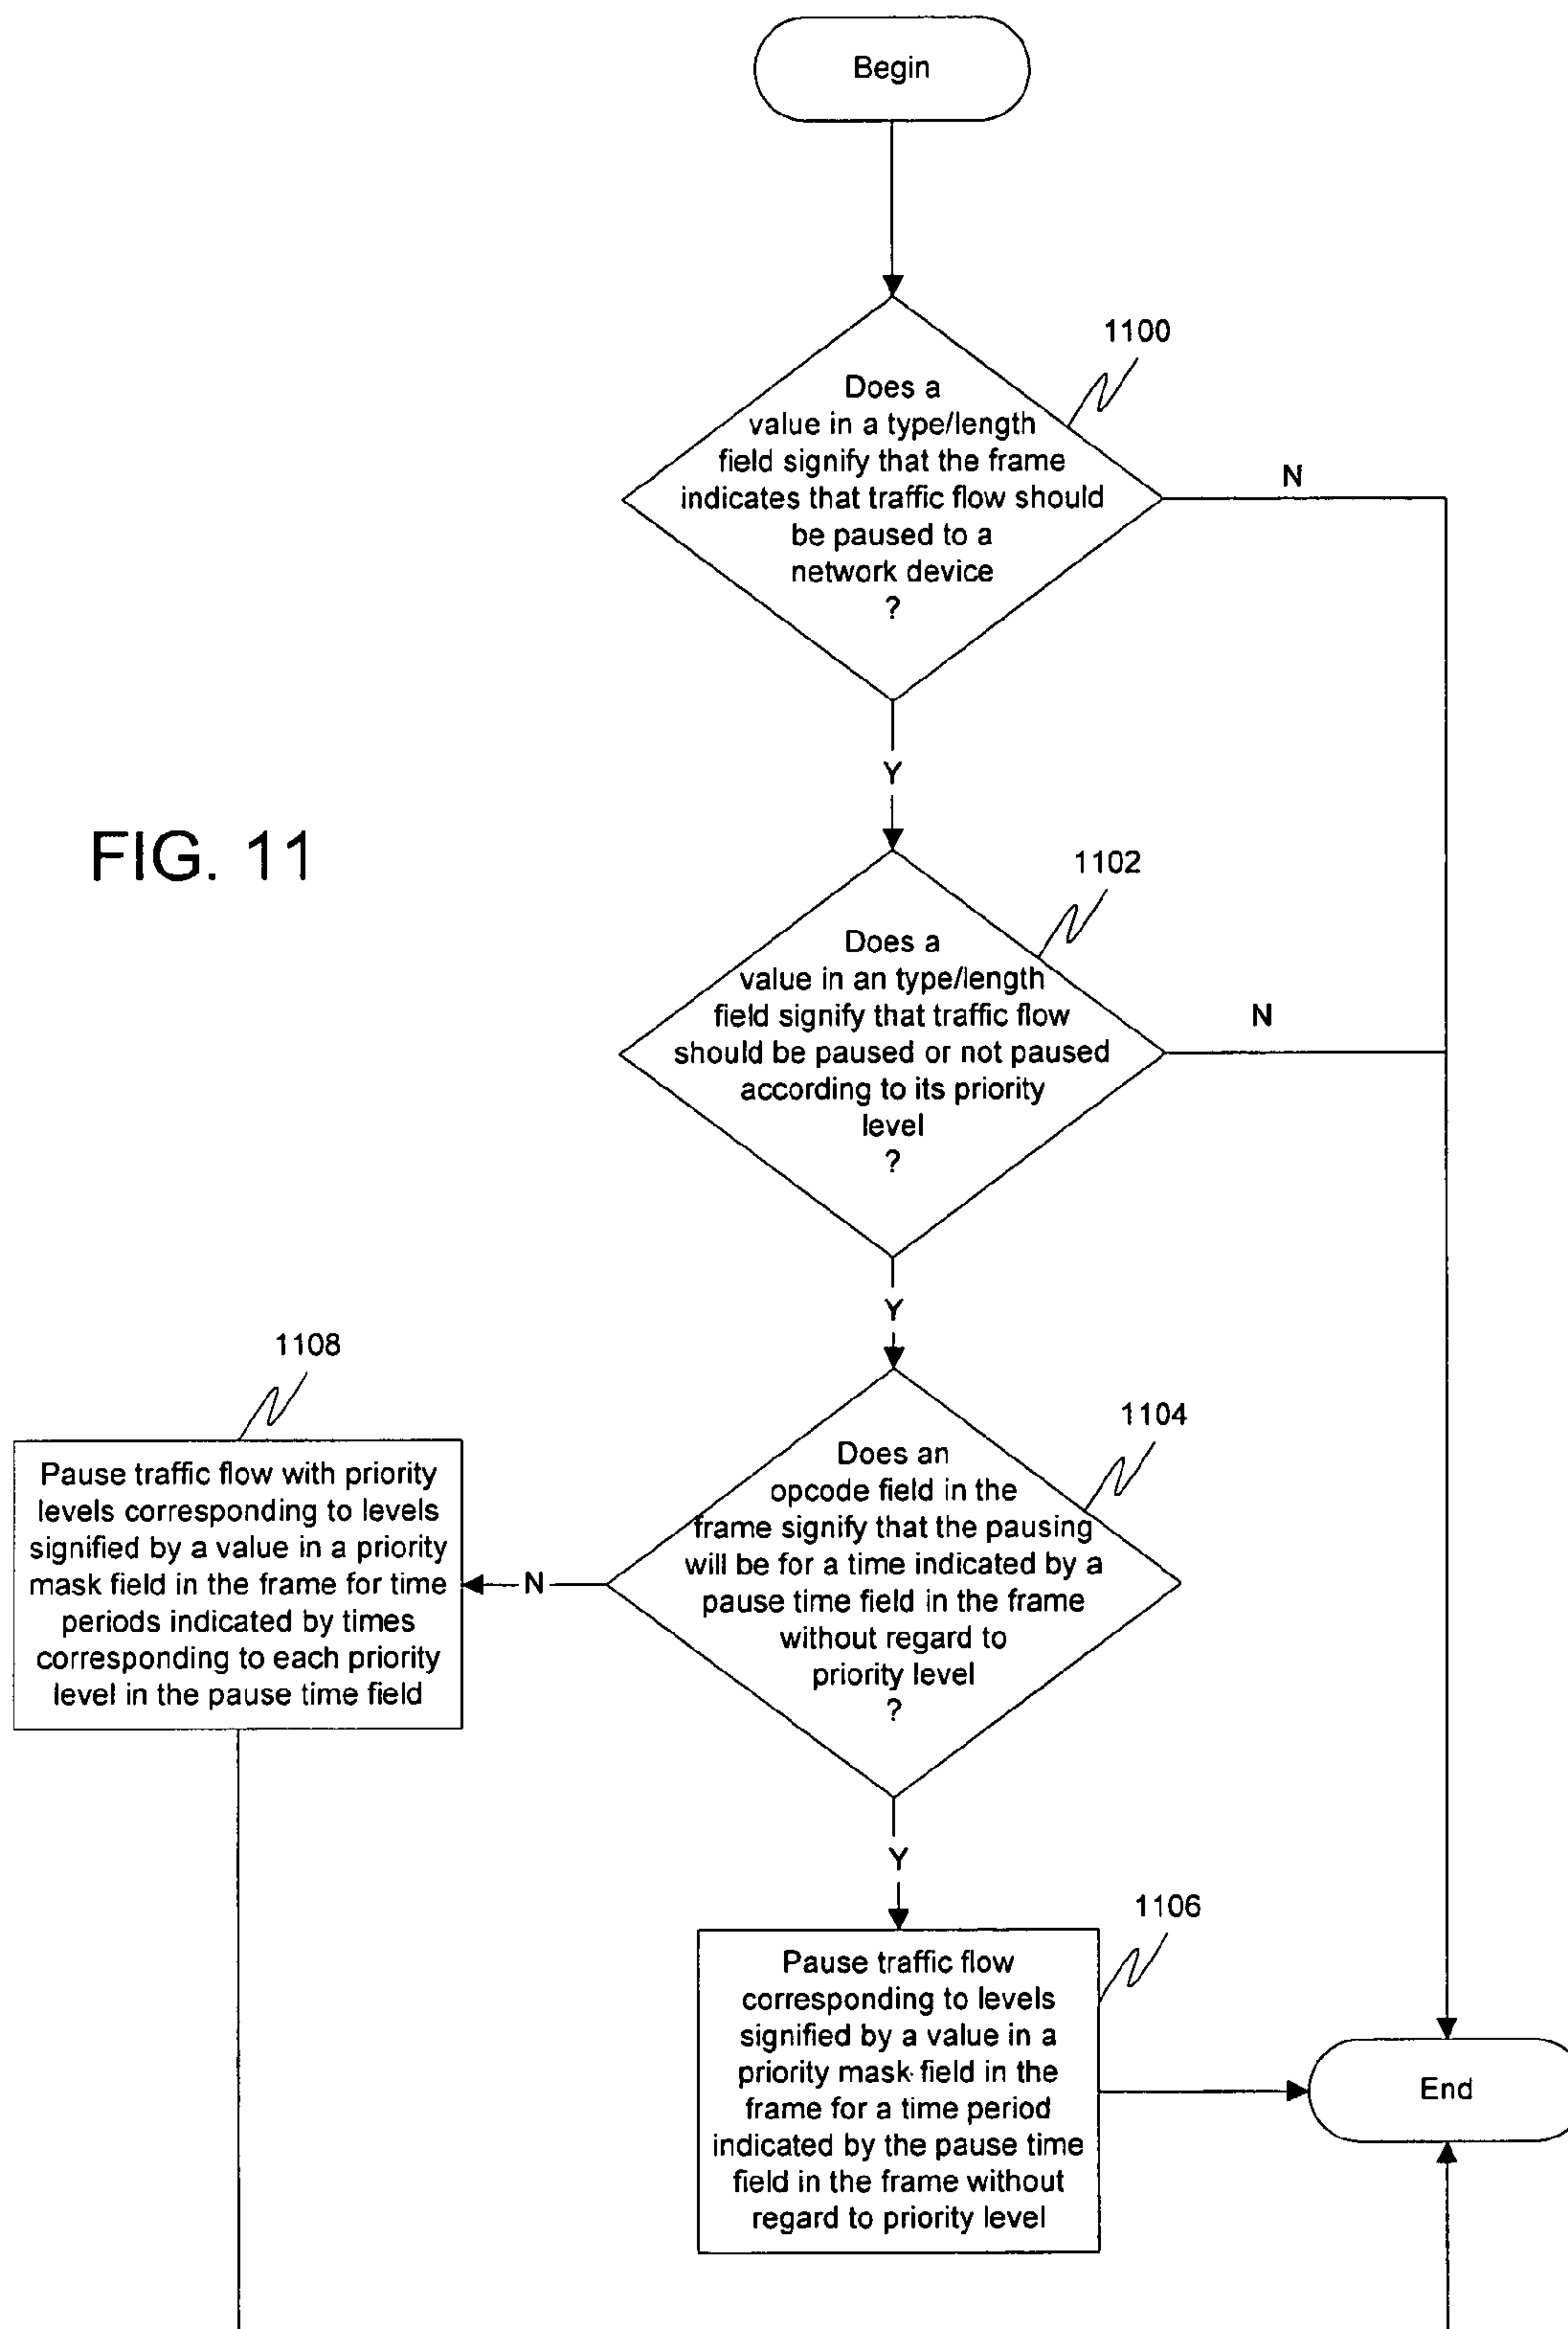 Begin
1100
Does a
value in a type/length
field signify that the frame
indicates that traffic flow should
be paused to a
network device
?
N
Y
FIG. 11
1102
Does a
value in an type/length
field signify that traffic flow
should be paused or not paused
according to its priority
level
?
N
Y
1108
Pause traffic flow with priority
levels corresponding to levels
signified by a value in a priority
mask field in the frame for time
periods indicated by times
corresponding to each priority
level in the pause time field
1104
Does an
opcode field in the
frame signify that the pausing
will be for a time indicated by a
pause time field in the frame
without regard to
priority level
?
N
Y
1106
Pause traffic flow
corresponding to levels
signified by a value in a
priority mask field in the
frame for a time period
indicated by the pause time
field in the frame without
regard to priority level
End